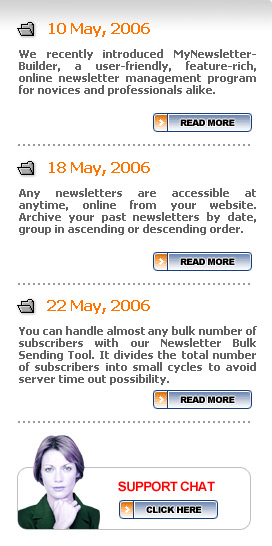 10 May, 2006
We recently introduced MyNewsletter-
Builder, a user-friendly, feature-rich,
online newsletter management program
for novices and professionals alike.
READ MORE
18 May, 2006
Any newsletters are accessible at
anytime, online from your website.
Archive your past newsletters by date,
group in ascending or descending order.
READ MORE
22 May, 2006
You can handle almost any bulk number of
subscribers with our Newsletter Bulk
Sending Tool. It divides the total number
of subscribers into small cycles to avoid
server time out possibility.
READ MORE
SUPPORT CHAT
CLICK HERE